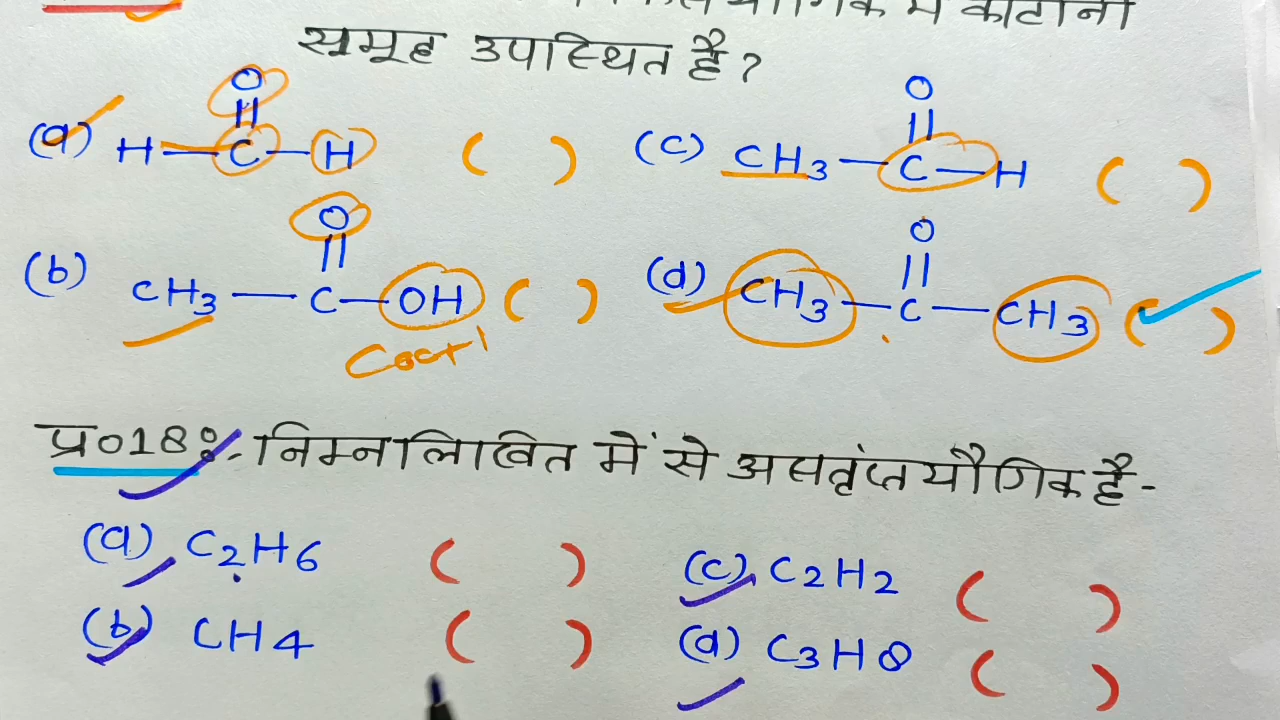 में कीटोनी
समूह उपस्थित है?
(a) H—C—H ( ) (c) CH3—C—H ( )
O O
(b) CH3—C—OH ( ) (d) CH3—C—CH3 ( )
O O
प्र०18:- निम्नलिखित में से असतृंप्त यौगिक है-
(a) C2H6 ( ) (c) C2H2 ( )
(b) CH4 ( ) (d) C3H8 ( )